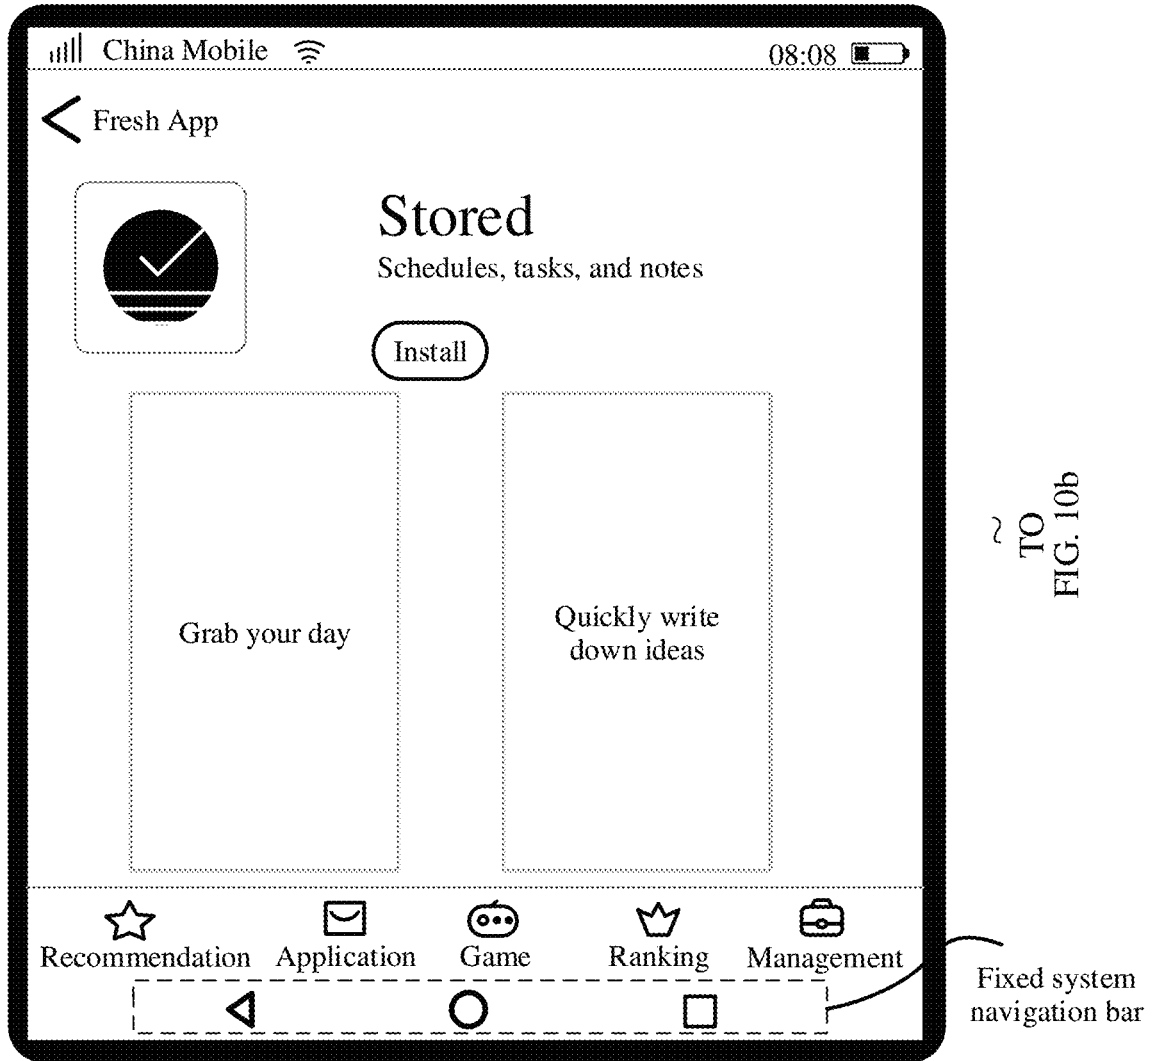 China Mobile
08:08
Fresh App
Stored
Schedules, tasks, and notes
Install
Grab your day
Quickly write
down ideas
Recommendation
Application
Game
Ranking
Management
Fixed system
navigation bar
~
TO
FIG. 10b